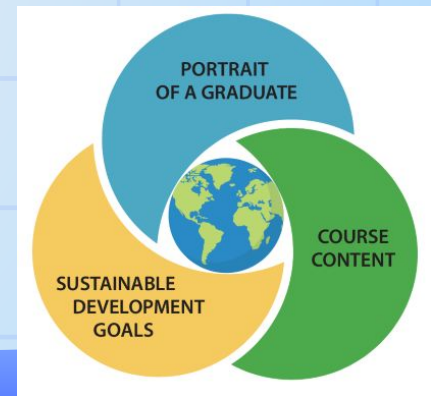 PORTRAIT
OF A GRADUATE
COURSE
CONTENT
SUSTAINABLE
DEVELOPMENT
GOALS